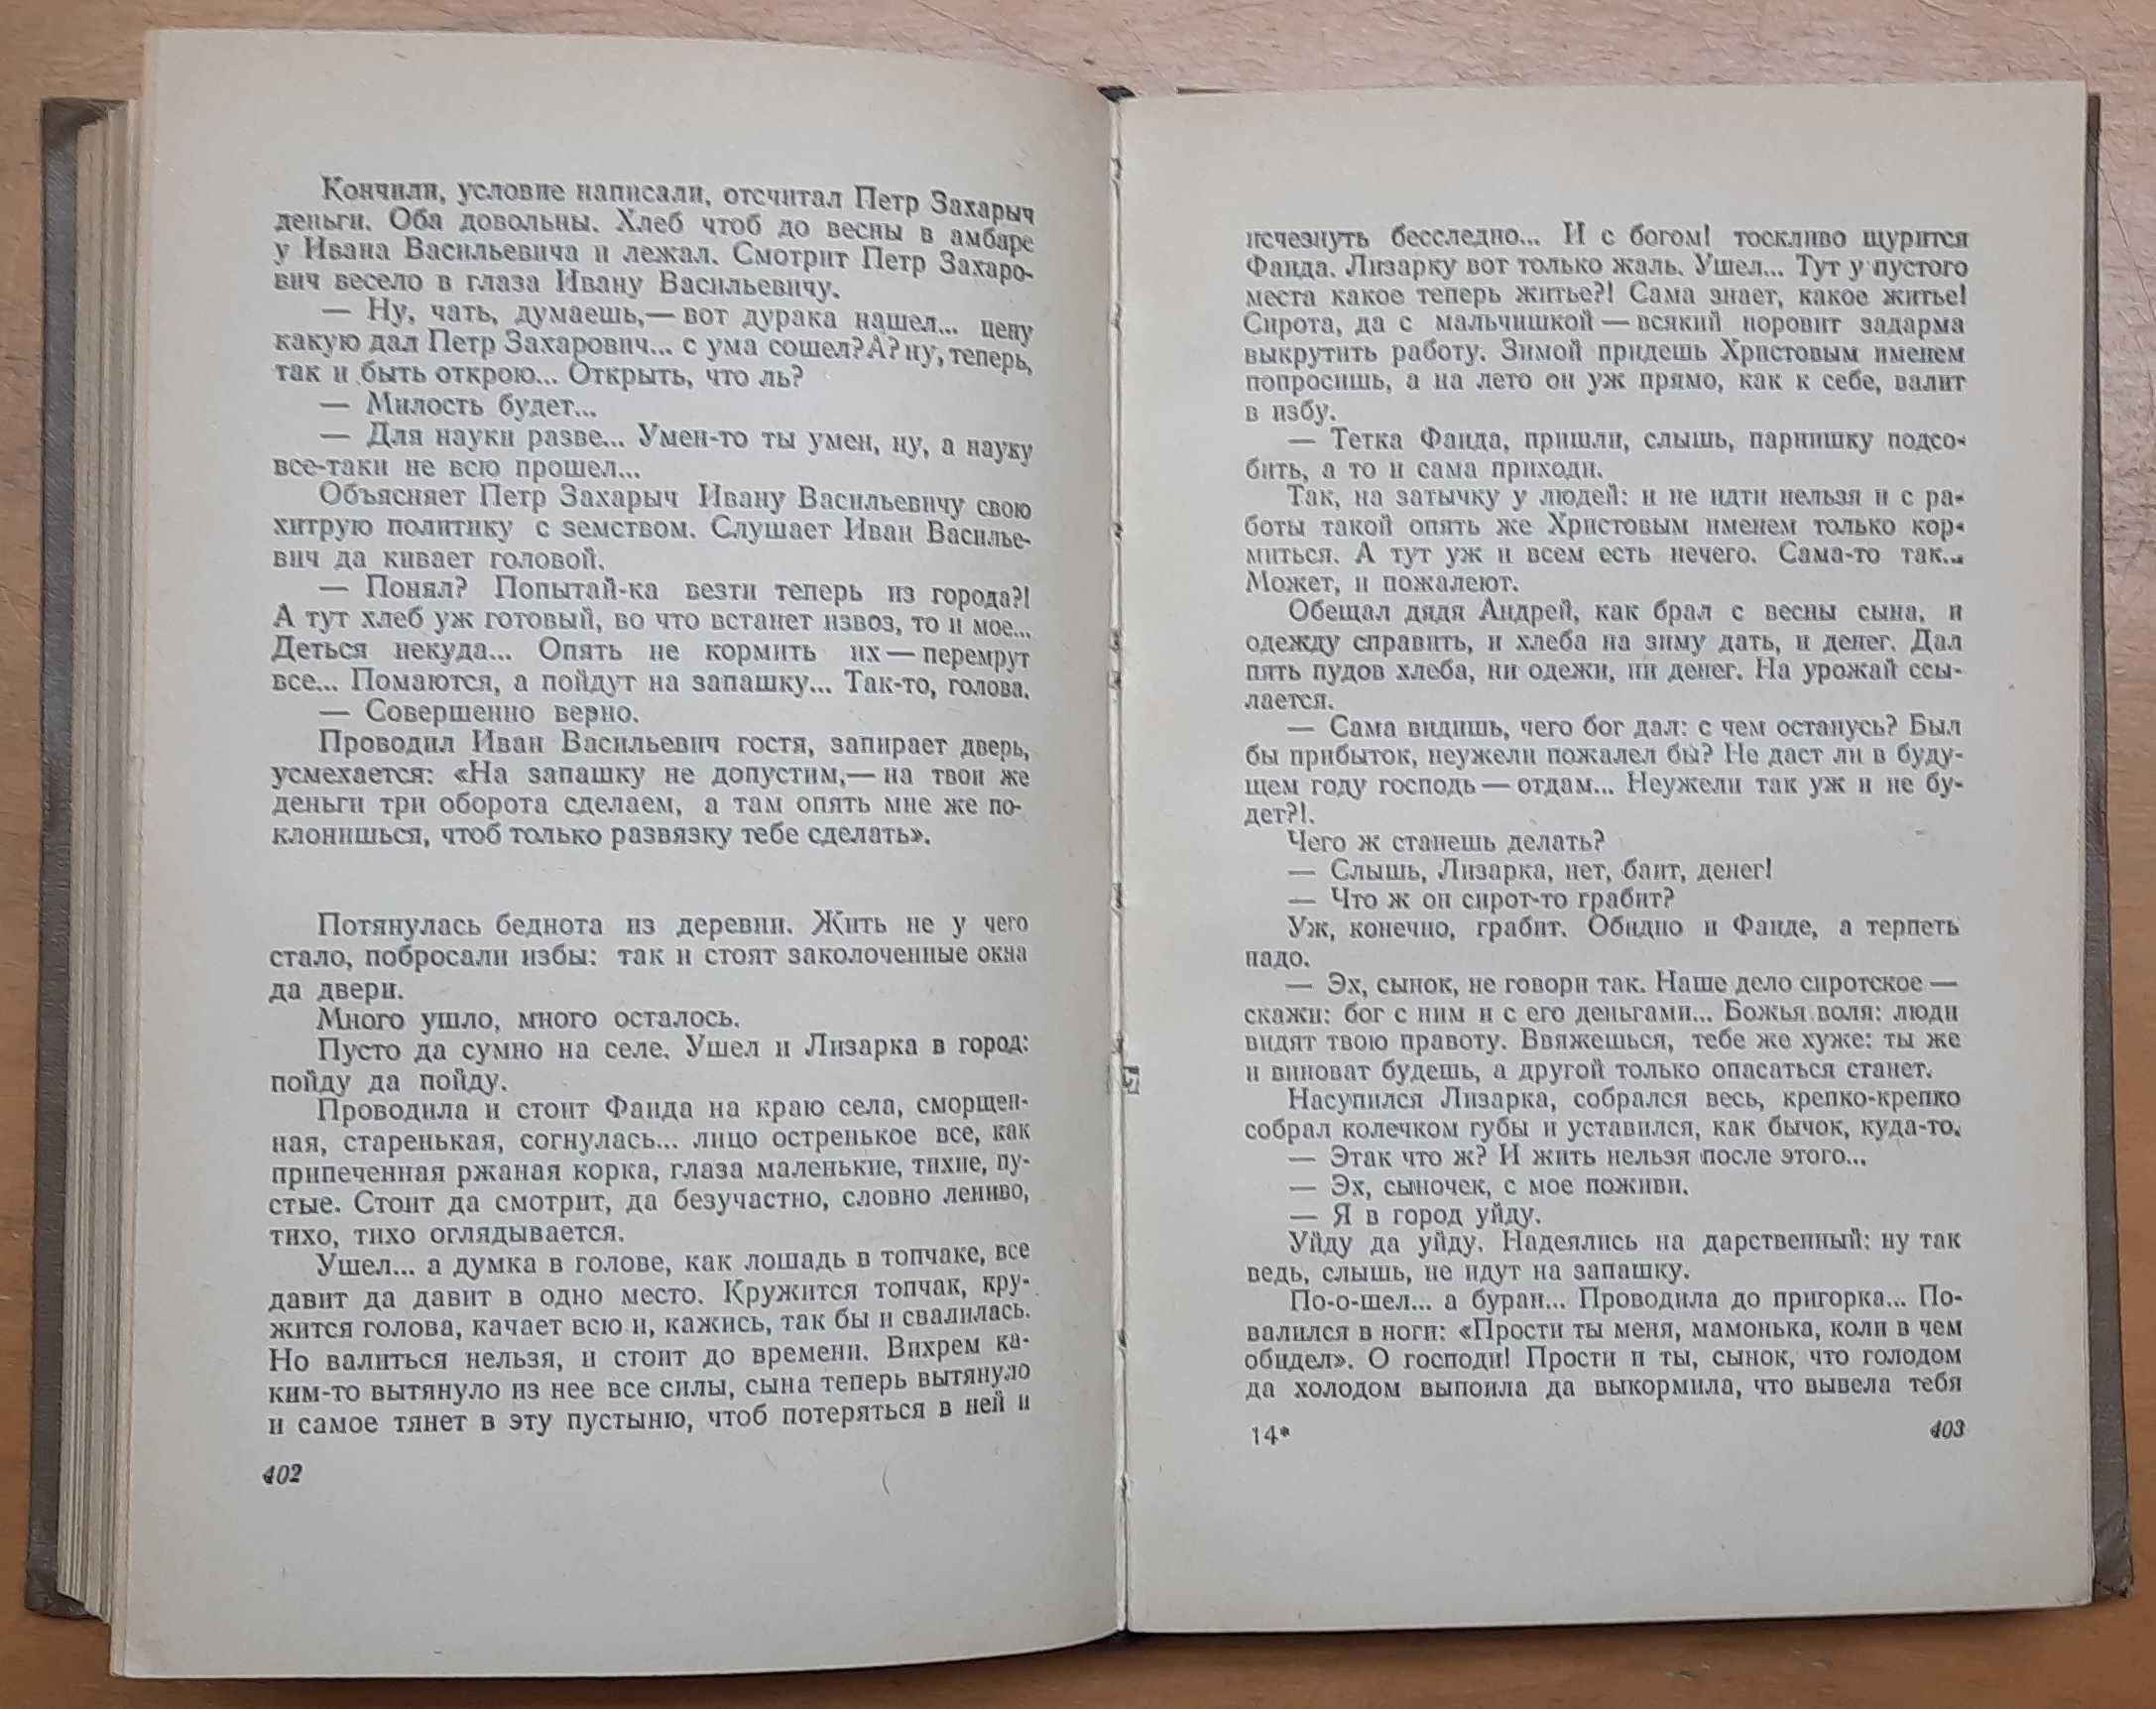 Кончили, условие написали, отсчитал Петр Захарыч
деньги. Оба довольны. Хлеб чтоб до весны в амбаре
у Ивана Васильевича и лежал. Смотрит Петр Захаро-
вич весело в глаза Ивану Васильевичу.
— Ну, чать, думаешь,— вот дурака нашел... цену
какую дал Петр Захарович... с ума сошел? А? ну, теперь,
так и быть открою... Открыть, что ль?
— Милость будет...
— Для науки разве... Умен-то ты умен, ну, а науку
все-таки не всю прошел...
Объясняет Петр Захарыч Ивану Васильевичу свою
хитрую политику с земством. Слушает Иван Василье-
вич да кивает головой.
— Понял? Попытай-ка везти теперь из города?!
А тут хлеб уж готовый, во что встанет извоз, то и мое...
Деться некуда... Опять не кормить их — перемрут
все... Помаются, а пойдут на запашку... Так-то, голова.
— Совершенно верно.
Проводил Иван Васильевич гостя, запирает дверь,
усмехается: «На запашку не допустим,— на твои же
деньги три оборота сделаем, а там опять мне же по-
клонишься, чтоб только развязку тебе сделать».
Потянулась беднота из деревни. Жить не у чего
стало, побросали избы: так и стоят заколоченные окна
да двери.
Много ушло, много осталось.
Пусто да сумно на селе. Ушел и Лизарка в город:
пойду да пойду.
Проводила и стоит Фаида на краю села, сморщен-
ная, старенькая, согнулась... лицо остренькое все, как
припеченная ржаная корка, глаза маленькие, тихие, пу-
стые. Стоит да смотрит, да безучастно, словно лениво,
тихо, тихо оглядывается.
Ушел... а думка в голове, как лошадь в топчаке, все
давит да давит в одно место. Кружится топчак, кру-
жится голова, качает всю и, кажись, так бы и свалилась.
Но валиться нельзя, и стоит до времени. Вихрем ка-
ким-то вытянуло из нее все силы, сына теперь вытянуло
и самое тянет в эту пустыню, чтоб потеряться в ней и
402
исчезнуть бесследно... И с богом! тоскливо щурится
Фаида. Лизарку вот только жаль. Ушел... Тут у пустого
места какое теперь житье?! Сама знает, какое житье!
Сирота, да с мальчишкой — всякий норовит задарма
выкрутить работу. Зимой придешь Христовым именем
попросишь, а на лето он уж прямо, как к себе, валит
в избу.
— Тетка Фаида, пришли, слышь, парнишку подсо-
бить, а то и сама приходи.
Так, на затычку у людей: и не идти нельзя и с ра-
боты такой опять же Христовым именем только кор-
миться. А тут уж и всем есть нечего. Сама-то так...
Может, и пожалеют.
Обещал дядя Андрей, как брал с весны сына, и
одежду справить, и хлеба на зиму дать, и денег. Дал
пять пудов хлеба, ни одежи, ни денег. На урожай ссы-
лается.
— Сама видишь, чего бог дал: с чем останусь? Был
бы прибыток, неужели пожалел бы? Не даст ли в буду-
щем году господь — отдам... Неужели так уж и не бу-
дет?!.
Чего ж станешь делать?
— Слышь, Лизарка, нет, баит, денег!
— Что ж он сирот-то грабит?
Уж, конечно, грабит. Обидно и Фаиде, а терпеть
надо.
— Эх, сынок, не говори так. Наше дело сиротское —
скажи: бог с ним и с его деньгами... Божья воля: люди
видят твою правоту. Ввяжешься, тебе же хуже: ты же
и виноват будешь, а другой только опасаться станет.
Насупился Лизарка, собрался весь, крепко-крепко
собрал колечком губы и уставился, как бычок, куда-то.
— Этак что ж? И жить нельзя после этого...
— Эх, сыночек, с мое поживи.
— Я в город уйду.
Уйду да уйду. Надеялись на дарственный: ну так
ведь, слышь, не идут на запашку.
По-о-шел... а буран... Проводила до пригорка... По-
валился в ноги: «Прости ты меня, мамонька, коли в чем
обидел». О господи! Прости и ты, сынок, что голодом
да холодом выпоила да выкормила, что вывела тебя
14*
403